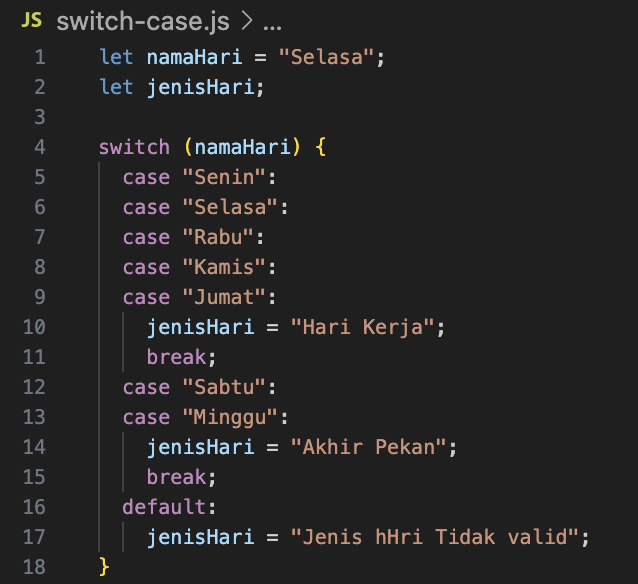 JS switch-case.js > ...
1 let namaHari = "Selasa";
2 let jenisHari;
3
4 switch (namaHari) {
5 case "Senin":
6 case "Selasa":
7 case "Rabu":
8 case "Kamis":
9 case "Jumat":
10 jenisHari = "Hari Kerja";
11 break;
12 case "Sabtu":
13 case "Minggu":
14 jenisHari = "Akhir Pekan";
15 break;
16 default:
17 jenisHari = "Jenis hHri Tidak valid";
18 }